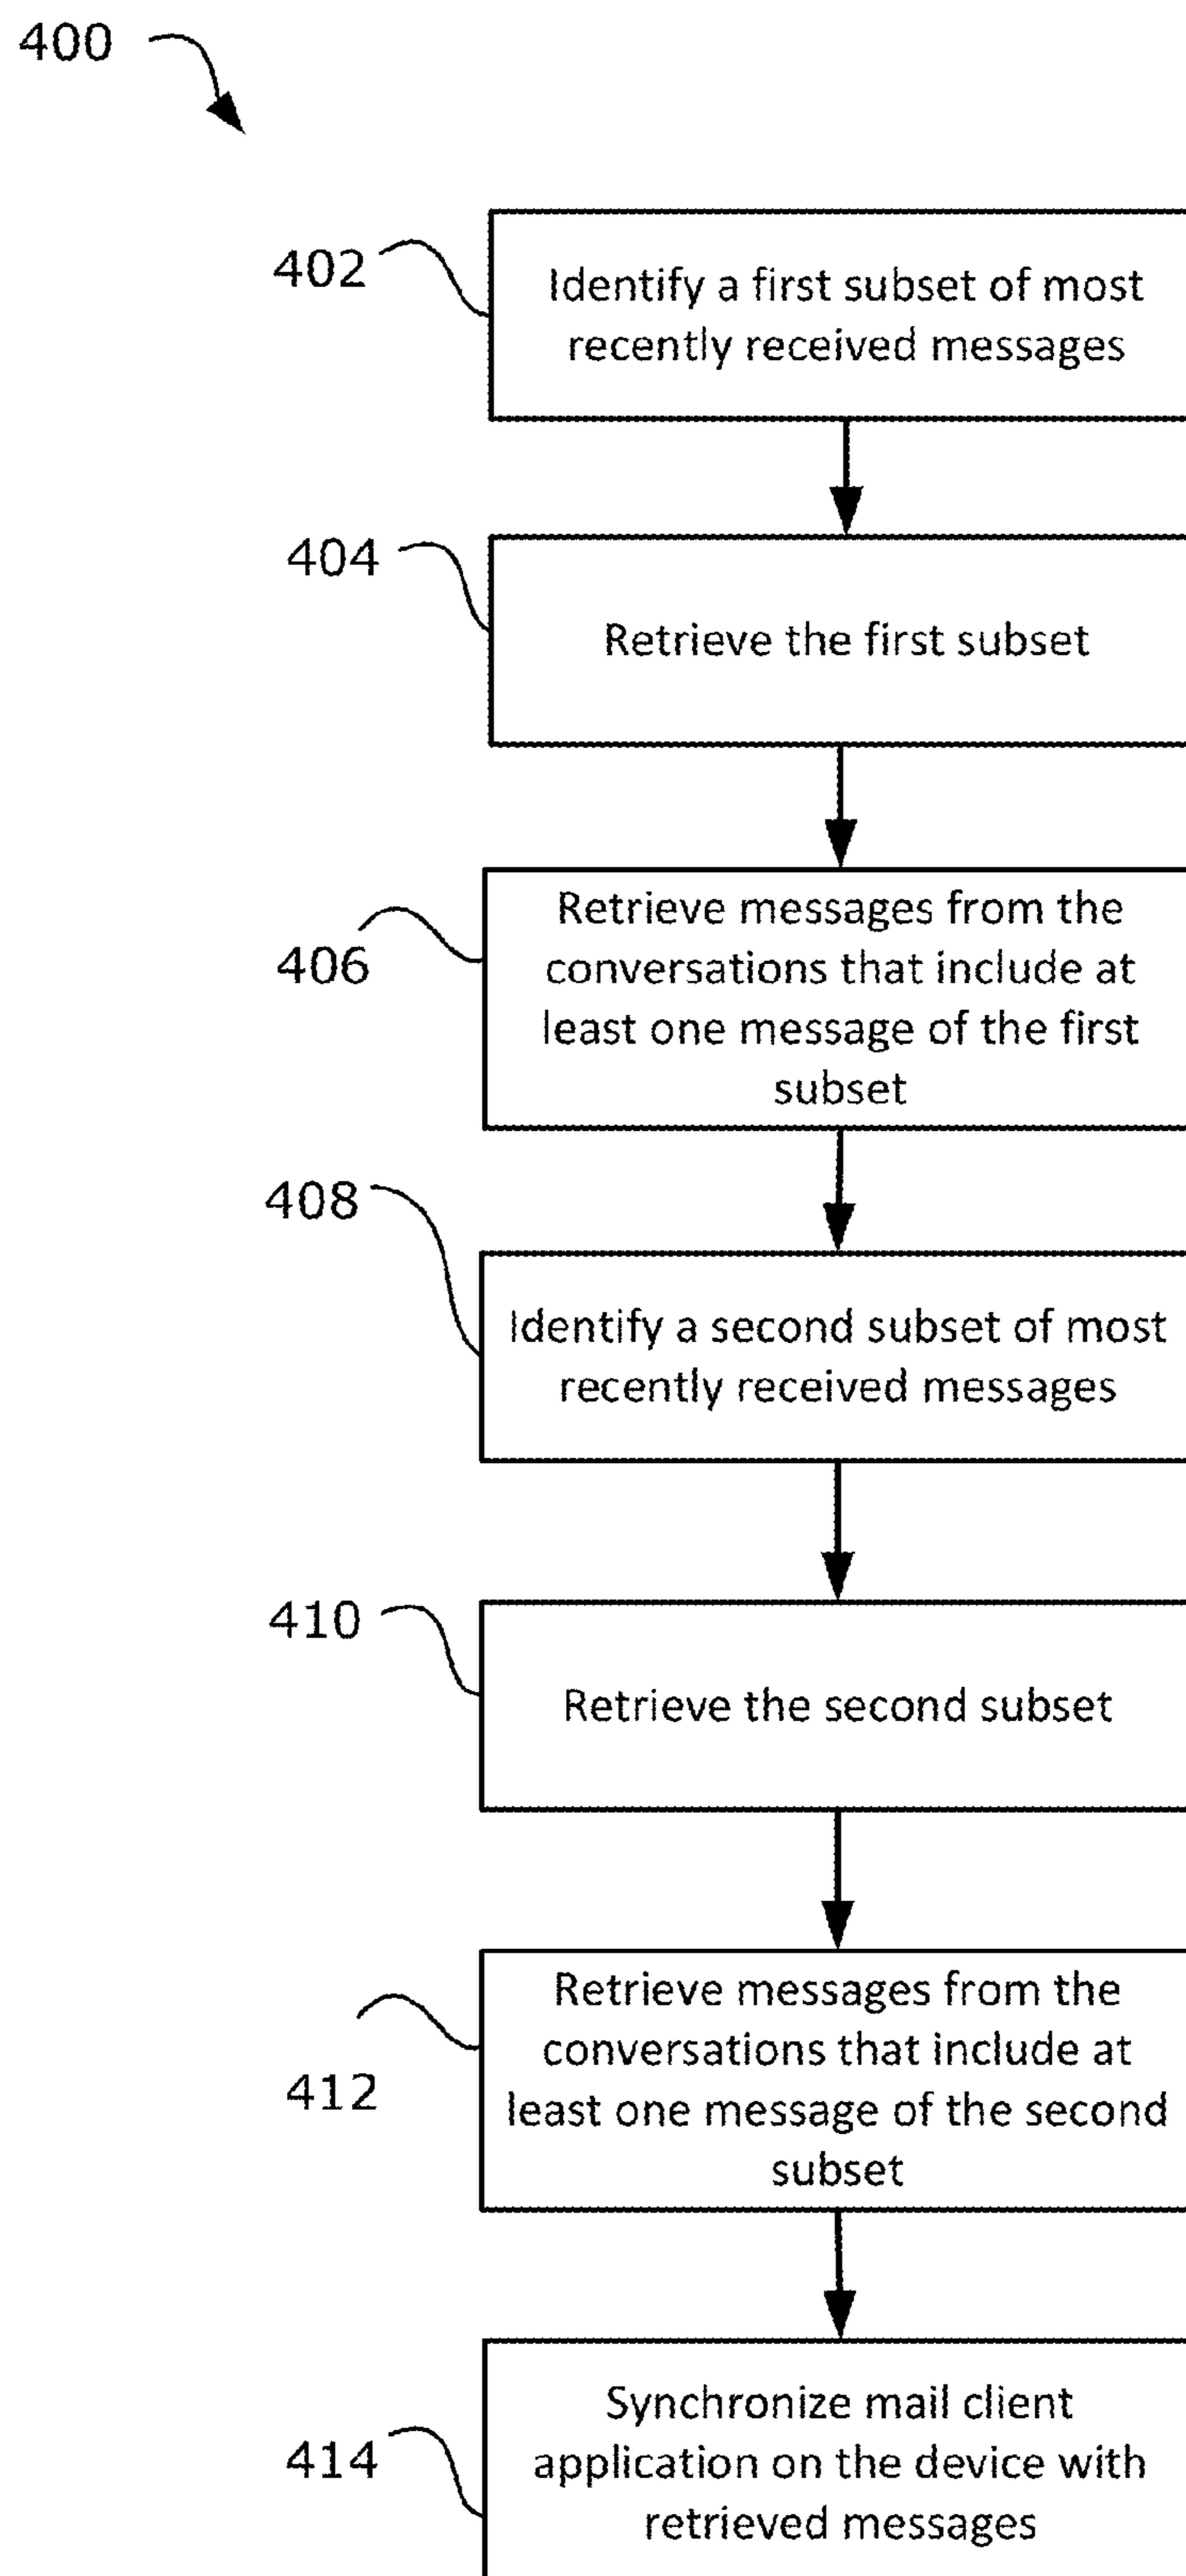 400
402
Identify a first subset of most
recently received messages
404
Retrieve the first subset
406
Retrieve messages from the
conversations that include at
least one message of the first
subset
408
Identify a second subset of most
recently received messages
410
Retrieve the second subset
412
Retrieve messages from the
conversations that include at
least one message of the second
subset
414
Synchronize mail client
application on the device with
retrieved messages